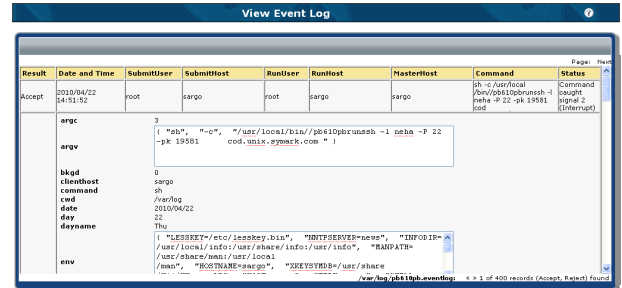 View Event Log
Page: Next
Result Date and Time SubmitUser SubmitHost RunUser RunHost MasterHost Command Status
Accept 2010/04/22 14:51:52 root sargo root sargo sargo sh -c /usr/local /bin//pb610pbrunssh -l neha -P 22 -pk 19581 cod Command caught signal 2 (Interrupt)
argc 3
argv { "sh", "-c", "/usr/local/bin//pb610pbrunssh -l neha -P 22
-pk 19581 cod.unix.symark.com " }
bkgd 0
clienthost sargo
command sh
cwd /var/log
date 2010/04/22
day 22
dayname Thu
{ "LESSKEY=/etc/lesskey.bin", "NNTPSERVER=news", "INFODIR=
/usr/local/info:/usr/share/info:/usr/info", "MANPATH=
/usr/share/man:/usr/local
env /man", "HOSTNAME=sargo", "XKEYSYMDB=/usr/share
/var/log/pb610pb.eventlog: < > 1 of 400 records (Accept, Reject) found